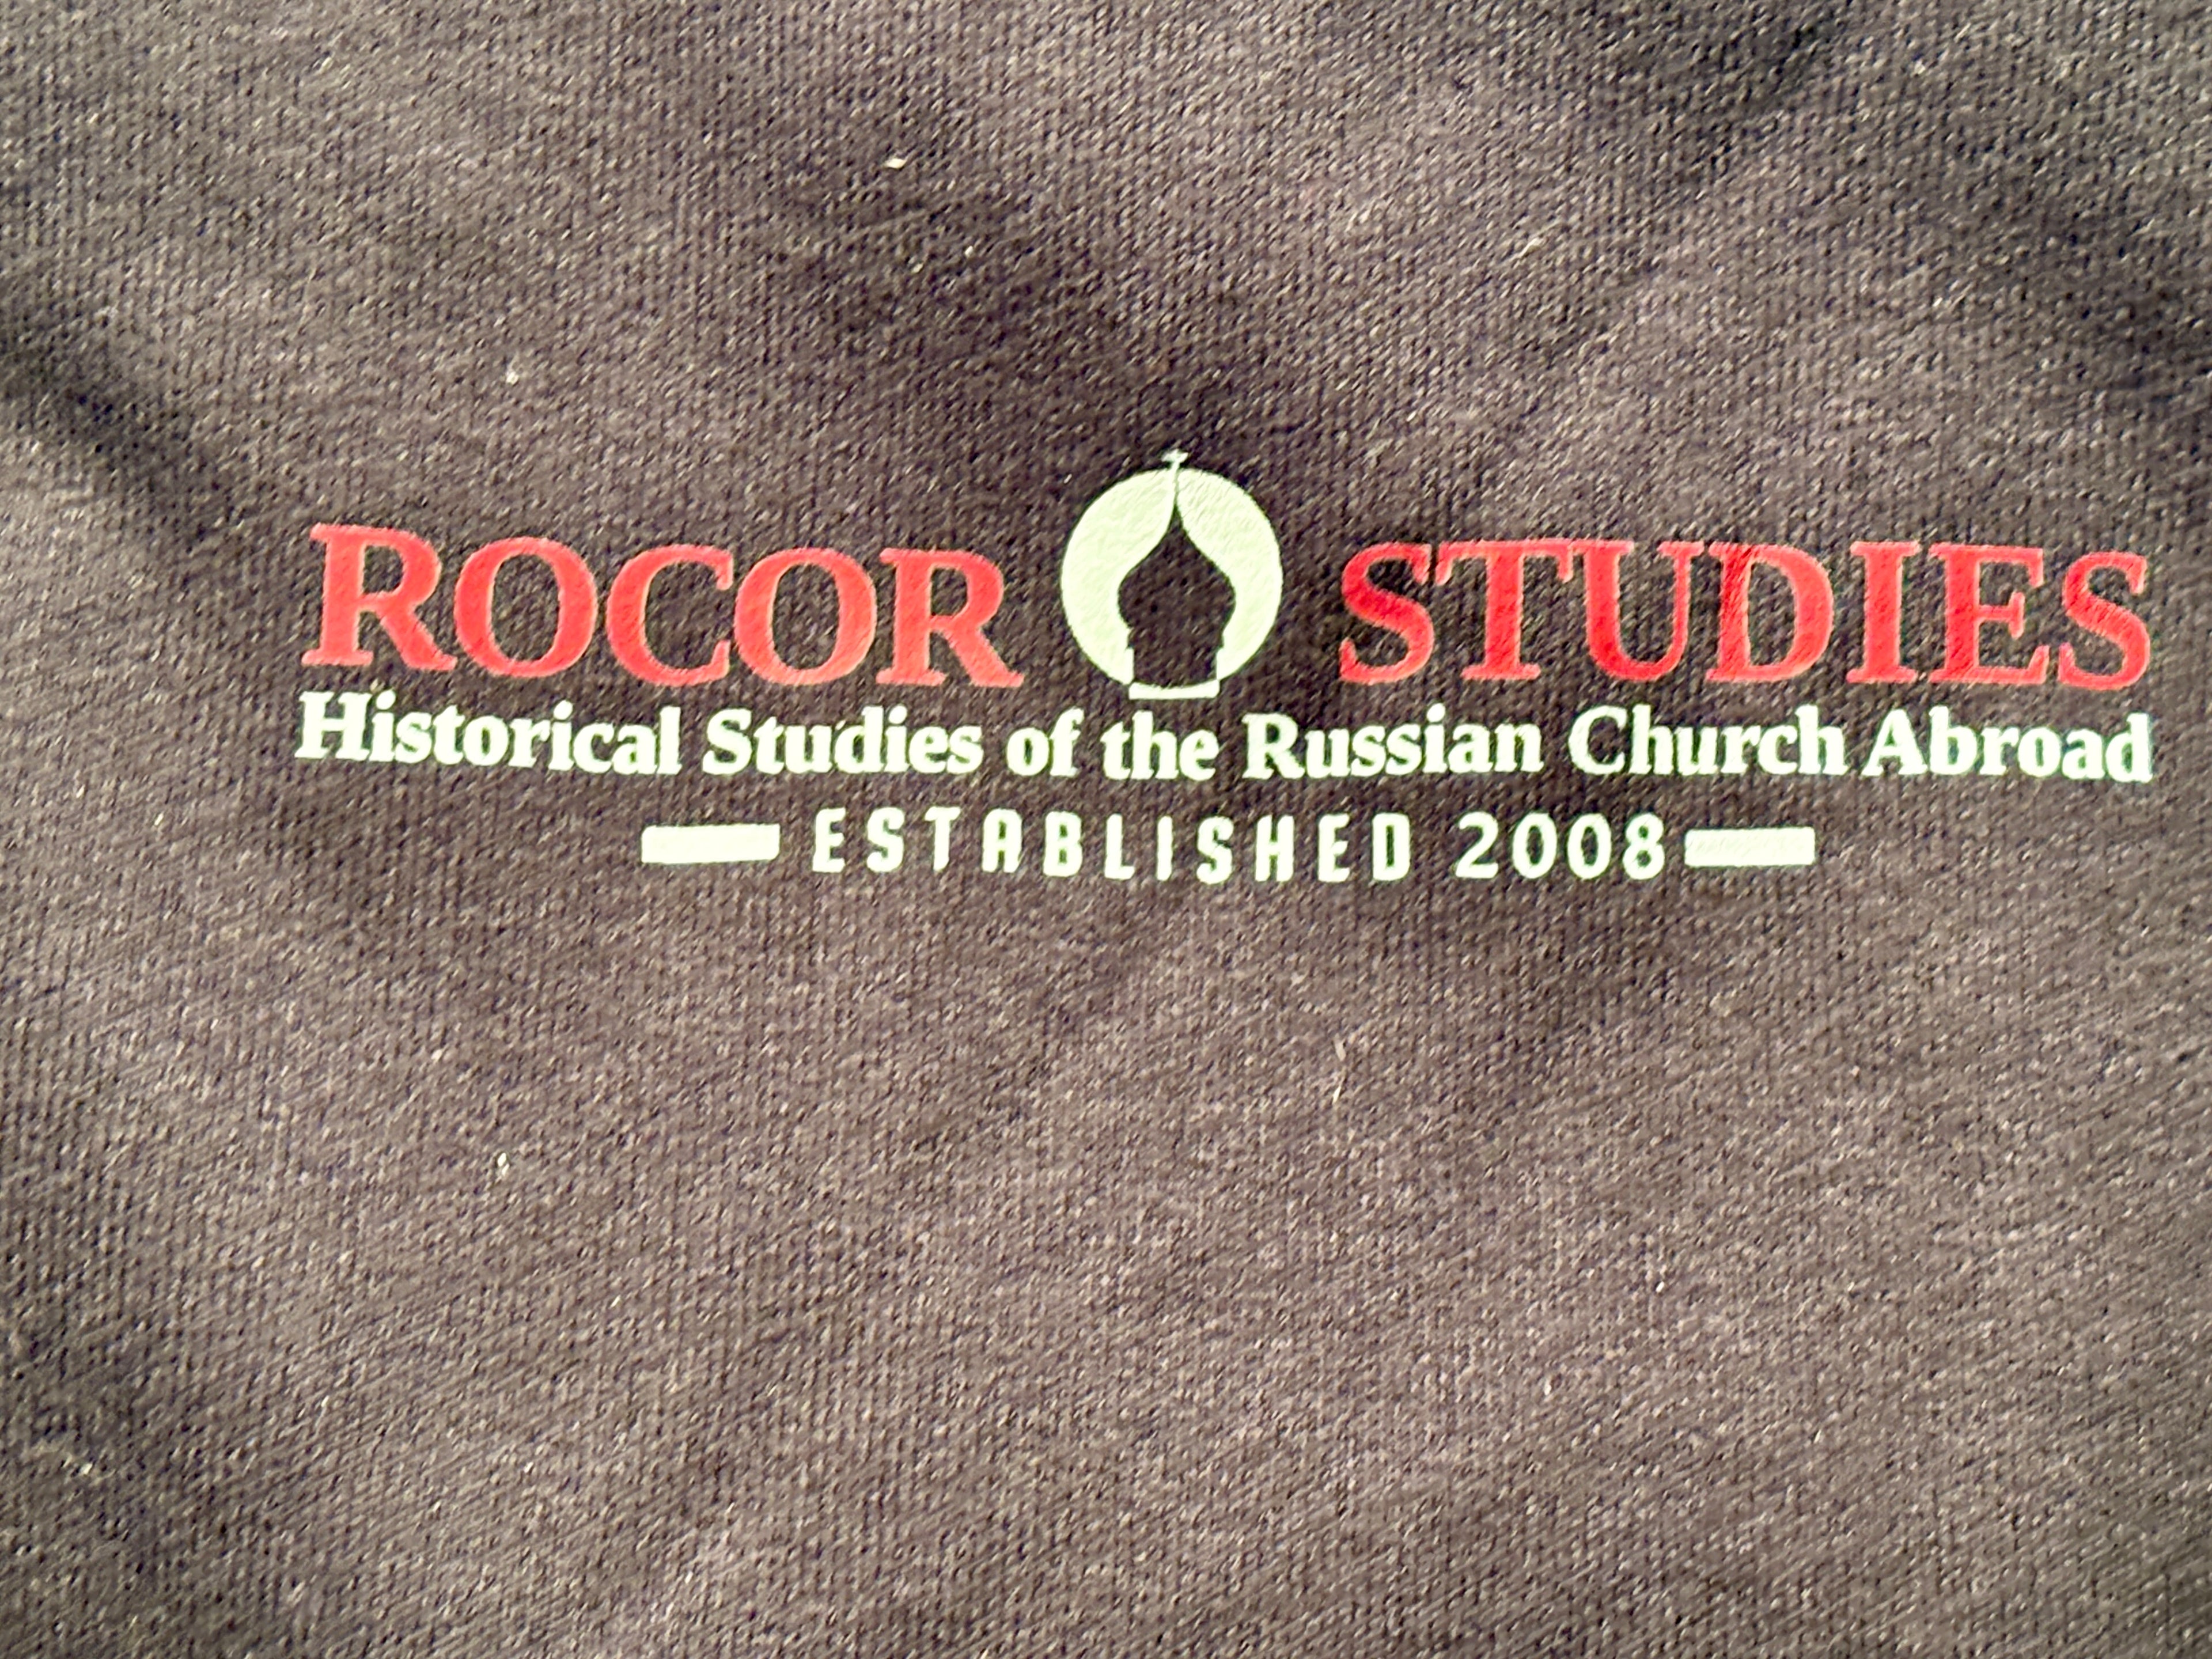 ROCOR STUDIES
Historical Studies of the Russian Church Abroad
ESTABLISHED 2008